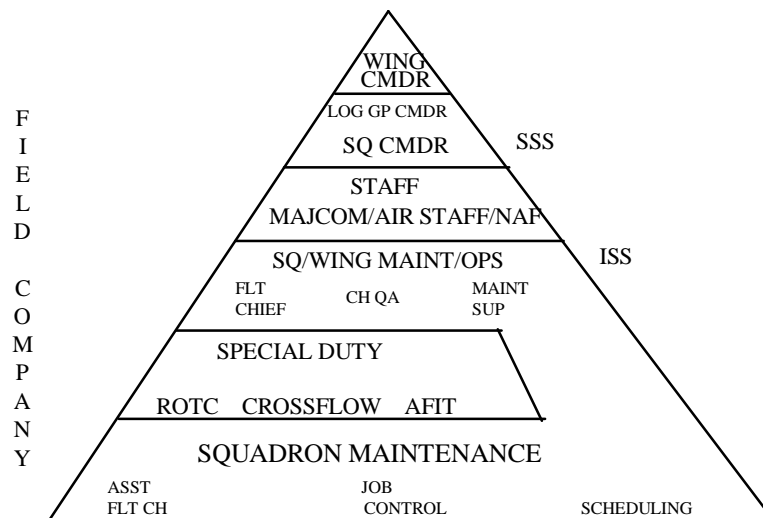 WING
CMDR
LOG GP CMDR
SQ CMDR
SSS
STAFF
MAJCOM/AIR STAFF/NAF
ISS
SQ/WING MAINT/OPS
FLT
CHIEF
CH QA
MAINT
SUP
SPECIAL DUTY
ROTC CROSSFLOW AFIT
SQUADRON MAINTENANCE
ASST
FLT CH
JOB
CONTROL
SCHEDULING
F
I
E
L
D
C
O
M
P
A
N
Y